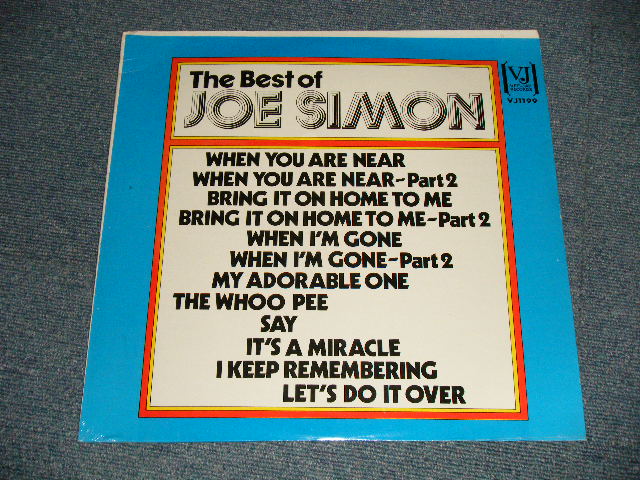 The Best of
JOE SIMON
VJ
VJ1199
WHEN YOU ARE NEAR
WHEN YOU ARE NEAR-Part 2
BRING IT ON HOME TO ME
BRING IT ON HOME TO ME-Part 2
WHEN I'M GONE
WHEN I'M GONE-Part 2
MY ADORABLE ONE
THE WHOO PEE
SAY
IT'S A MIRACLE
I KEEP REMEMBERING
LET'S DO IT OVER